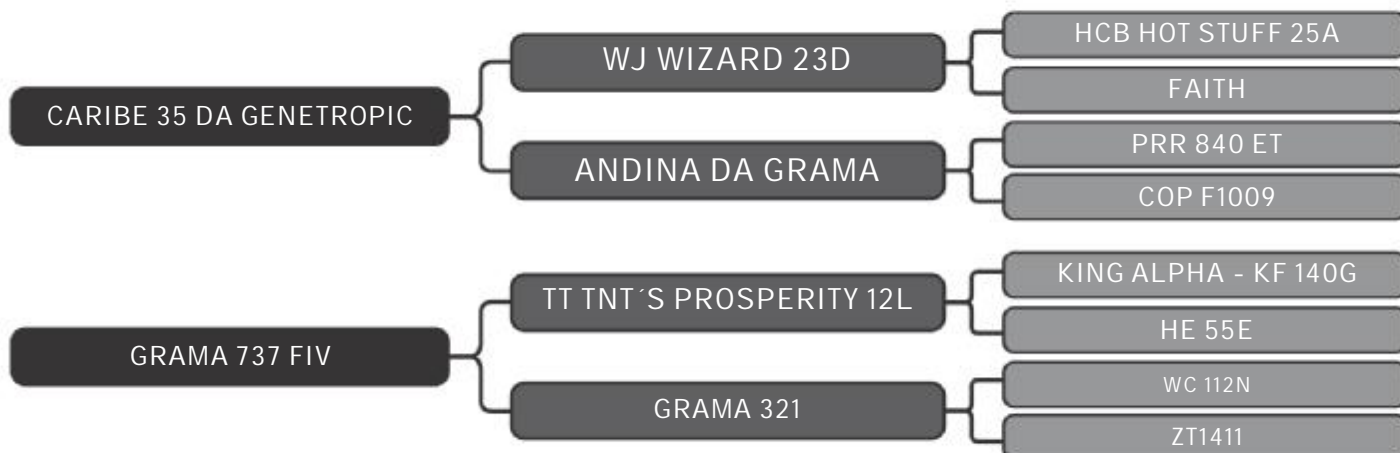 CARIBE 35 DA GENETROPIC
WJ WIZARD 23D
HCB HOT STUFF 25A
FAITH
ANDINA DA GRAMA
PRR 840 ET
COP F1009
GRAMA 737 FIV
TT TNT´S PROSPERITY 12L
KING ALPHA - KF 140G
HE 55E
GRAMA 321
WC 112N
ZT1411